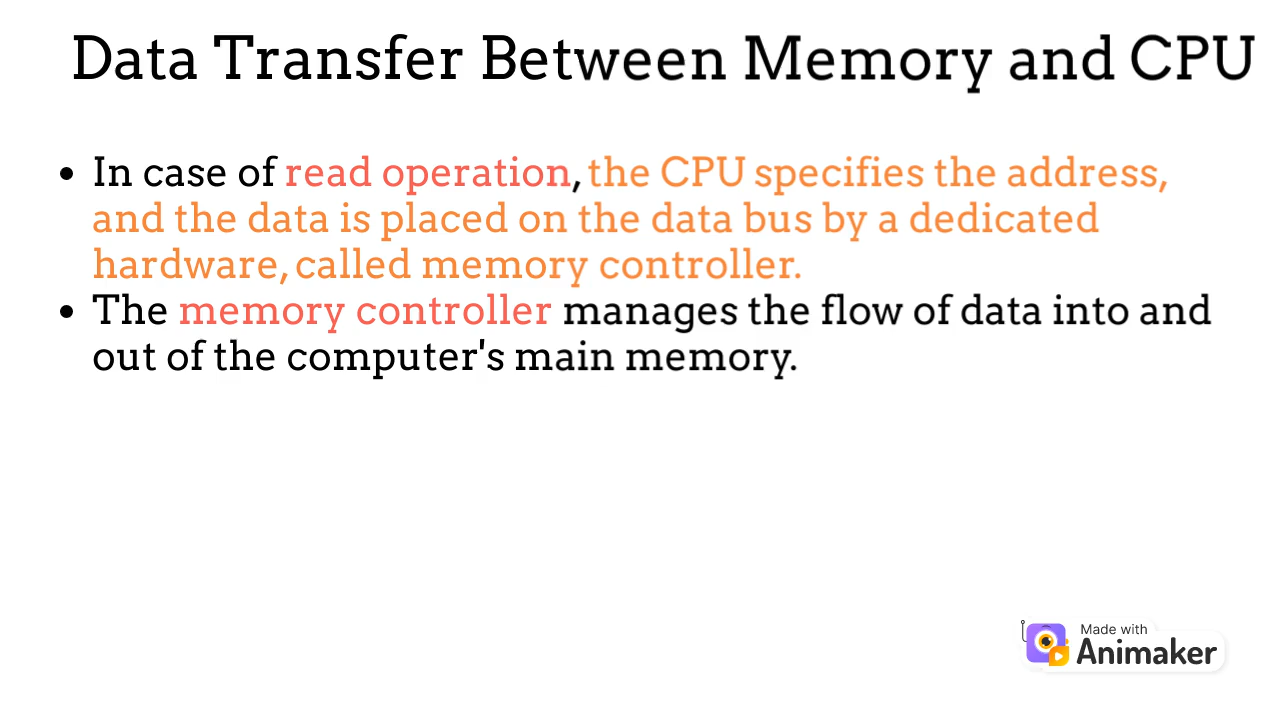 Data Transfer Between Memory and CPU
• In case of read operation, the CPU specifies the address,
and the data is placed on the data bus by a dedicated
hardware, called memory controller.
• The memory controller manages the flow of data into and
out of the computer's main memory.
Made with
Animaker